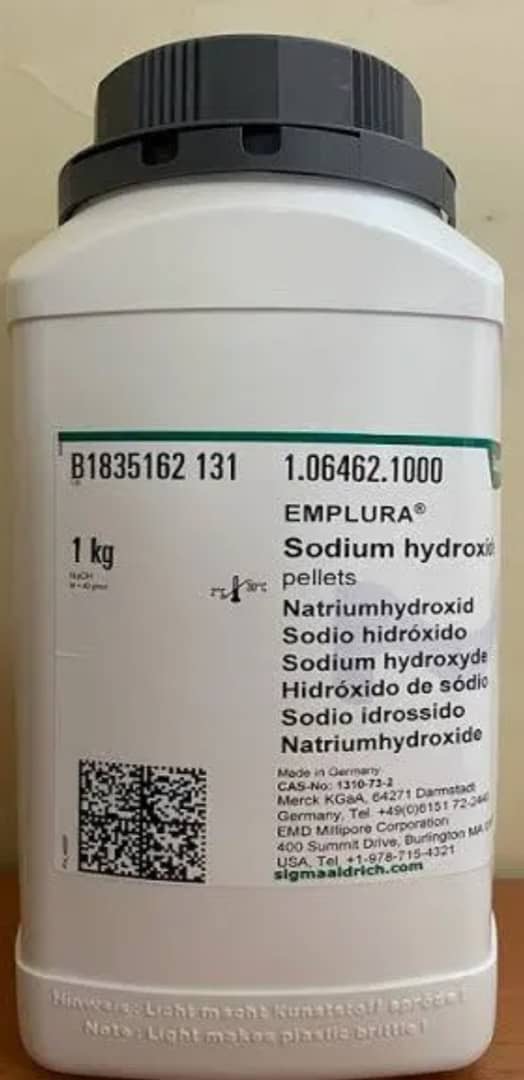 B1835162 131 1.06462.1000
EMPLURA®
1 kg
Sodium hydroxid
pellets
NaOH
2°C 30°C
Natriumhydroxid
Sodio hidróxido
Sodium hydroxyde
Hidróxido de sódio
Sodio idrossido
Natriumhydroxide
Made in Germany
CAS-No: 1310-73-2
Merck KGaA, 64271 Darmstadt
Germany, Tel. +49(0)6151 72-2440
EMD Millipore Corporation
400 Summit Drive, Burlington MA
USA, Tel. +1-978-715-4321
sigmaaldrich.com
Hinweis: Licht macht Kunststoff spröde!
Note: Light makes plastic brittle!